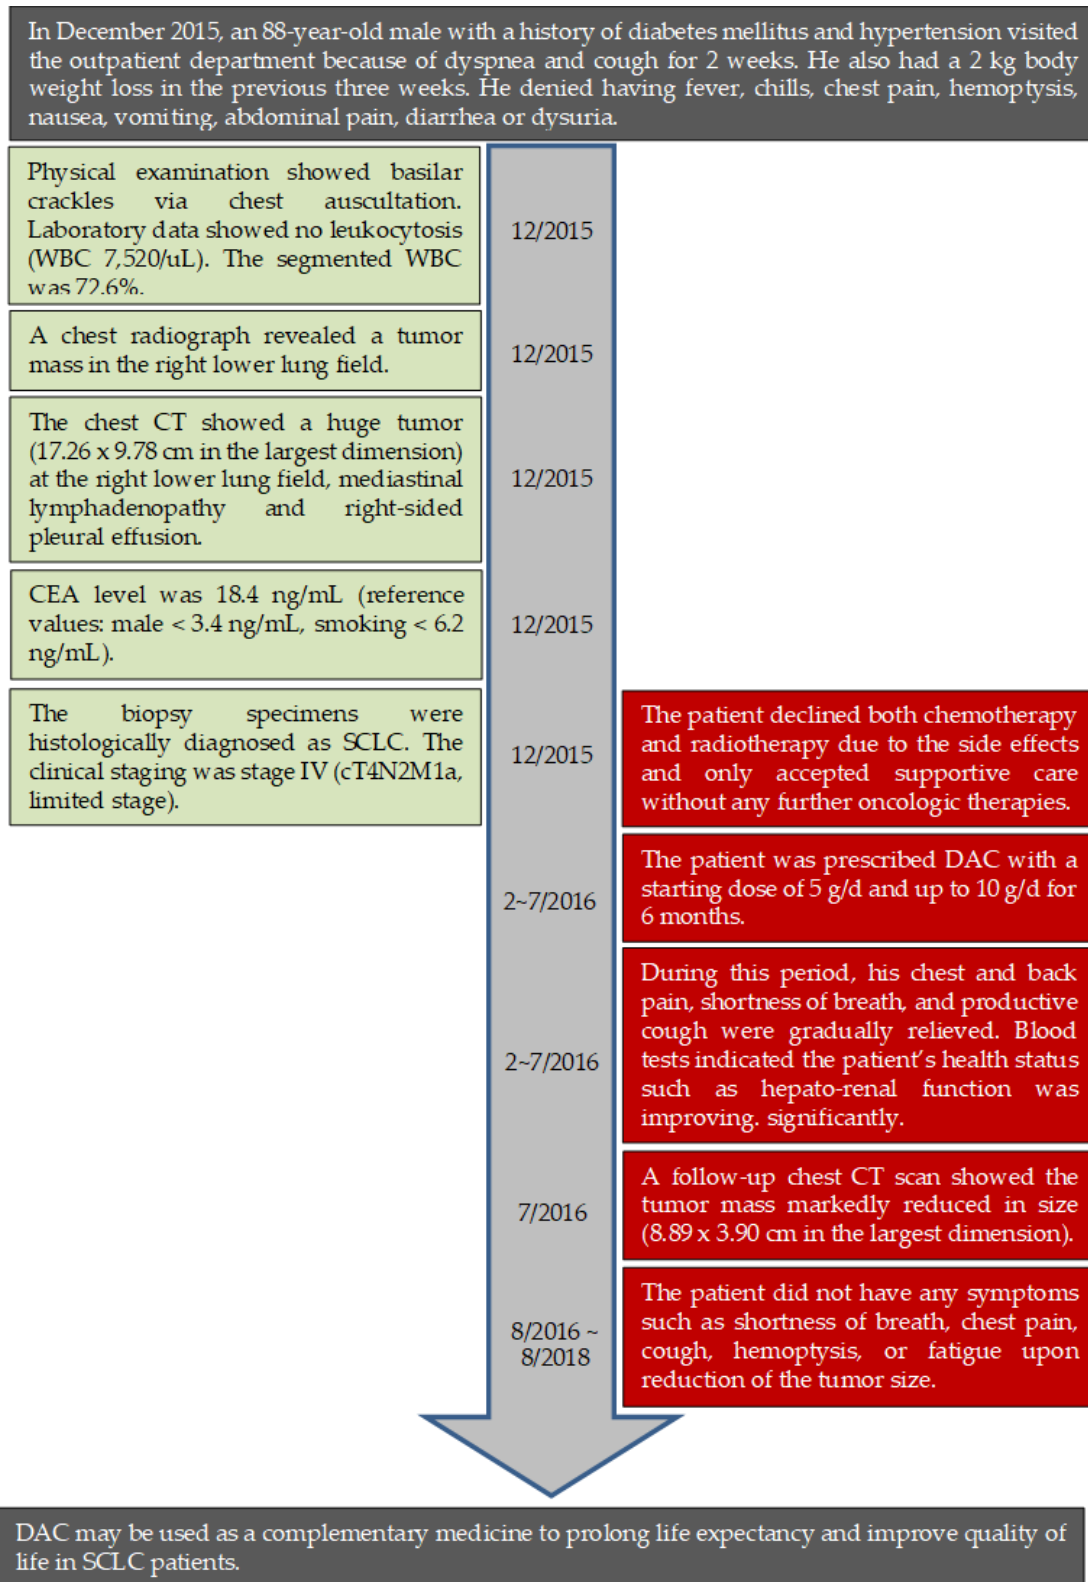 In December 2015, an 88-year-old male with a history of diabetes mellitus and hypertension visited
the outpatient department because of dyspnea and cough for 2 weeks. He also had a 2 kg body
weight loss in the previous three weeks. He denied having fever, chills, chest pain, hemoptysis,
nausea, vomiting, abdominal pain, diarrhea or dysuria.
Physical examination showed basilar
crackles via chest auscultation.
Laboratory data showed no leukocytosis
(WBC 7,520/uL). The segmented WBC
was 72.6%.
12/2015
A chest radiograph revealed a tumor
mass in the right lower lung field.
12/2015
The chest CT showed a huge tumor
(17.26 x 9.78 cm in the largest dimension)
at the right lower lung field, mediastinal
lymphadenopathy and right-sided
pleural effusion.
12/2015
CEA level was 18.4 ng/mL (reference
values: male < 3.4 ng/mL, smoking < 6.2
ng/mL).
12/2015
The biopsy specimens were
histologically diagnosed as SCLC. The
clinical staging was stage IV (cT4N2M1a,
limited stage).
12/2015
The patient declined both chemotherapy
and radiotherapy due to the side effects
and only accepted supportive care
without any further oncologic therapies.
2~7/2016
The patient was prescribed DAC with a
starting dose of 5 g/d and up to 10 g/d for
6 months.
2~7/2016
During this period, his chest and back
pain, shortness of breath, and productive
cough were gradually relieved. Blood
tests indicated the patient's health status
such as hepato-renal function was
improving. significantly.
7/2016
A follow-up chest CT scan showed the
tumor mass markedly reduced in size
(8.89 x 3.90 cm in the largest dimension).
8/2016 ~
8/2018
The patient did not have any symptoms
such as shortness of breath, chest pain,
cough, hemoptysis, or fatigue upon
reduction of the tumor size.
DAC may be used as a complementary medicine to prolong life expectancy and improve quality of
life in SCLC patients.